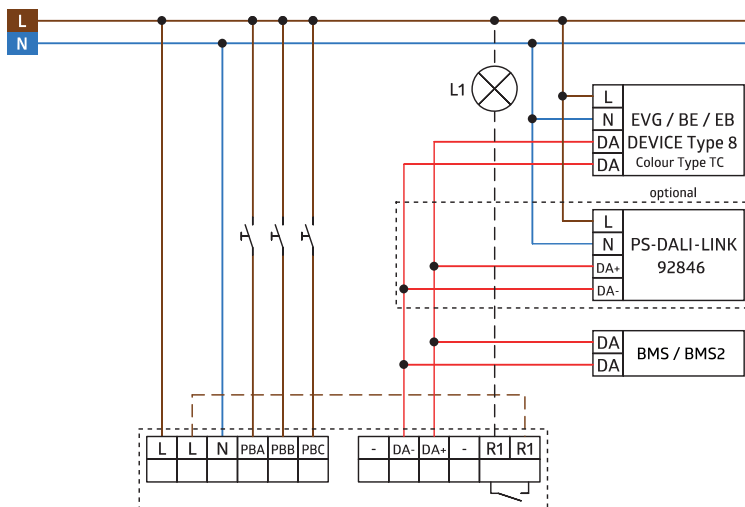 L
N
L1
L
N
DA
DA
EVG / BE / EB
DEVICE Type 8
Colour Type TC
optional
L
N
DA+
DA-
PS-DALI-LINK
92846
DA
DA
BMS / BMS2
L L N PBA PBB PBC - DA- DA+ - R1 R1